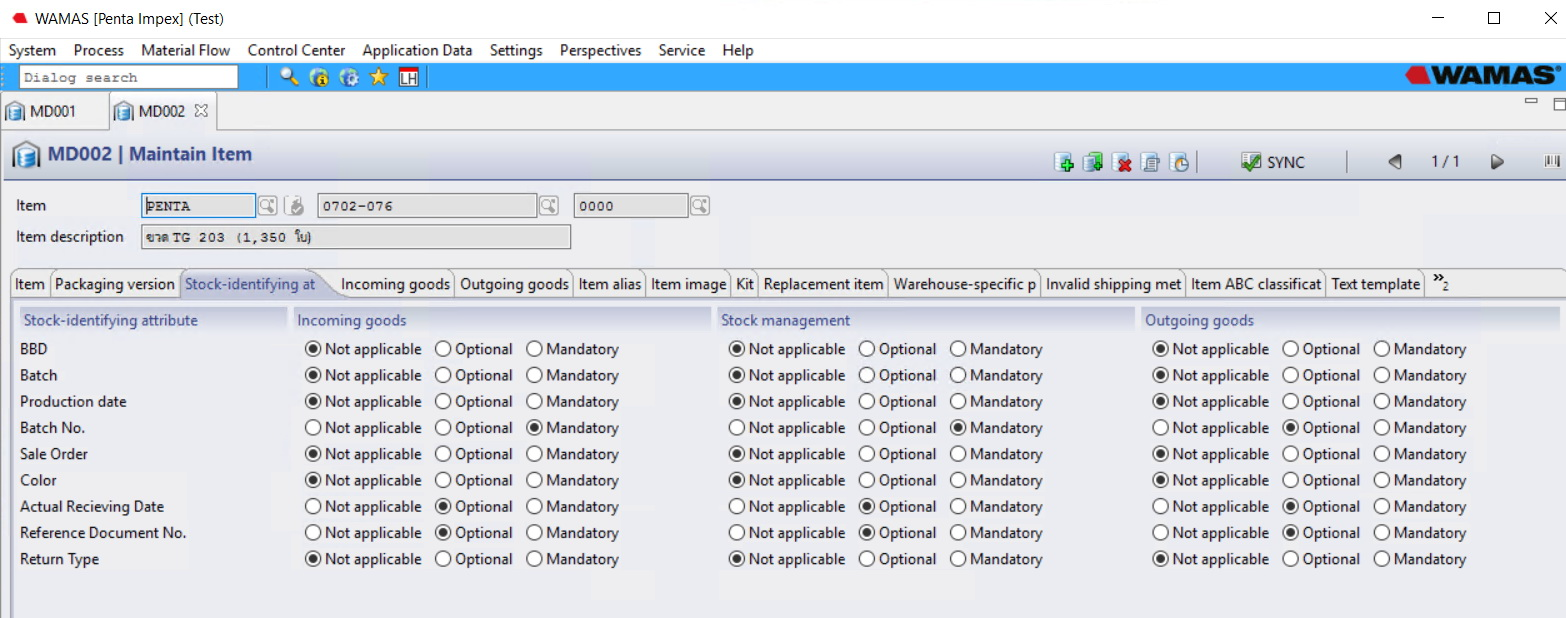 WAMAS [Penta Impex] (Test)
System Process Material Flow Control Center Application Data Settings Perspectives Service Help
Dialog search LH WAMAS®
MD001 MD002
MD002 | Maintain Item SYNC 1 / 1
Item PENTA 0702-076 0000
Item description ขวด TG 203 (1,350 ใบ)
Item Packaging version Stock-identifying at Incoming goods Outgoing goods Item alias Item image Kit Replacement item Warehouse-specific p Invalid shipping met Item ABC classificat Text template »2
Stock-identifying attribute Incoming goods Stock management Outgoing goods
BBD Not applicable Optional Mandatory Not applicable Optional Mandatory Not applicable Optional Mandatory
Batch Not applicable Optional Mandatory Not applicable Optional Mandatory Not applicable Optional Mandatory
Production date Not applicable Optional Mandatory Not applicable Optional Mandatory Not applicable Optional Mandatory
Batch No. Not applicable Optional Mandatory Not applicable Optional Mandatory Not applicable Optional Mandatory
Sale Order Not applicable Optional Mandatory Not applicable Optional Mandatory Not applicable Optional Mandatory
Color Not applicable Optional Mandatory Not applicable Optional Mandatory Not applicable Optional Mandatory
Actual Recieving Date Not applicable Optional Mandatory Not applicable Optional Mandatory Not applicable Optional Mandatory
Reference Document No. Not applicable Optional Mandatory Not applicable Optional Mandatory Not applicable Optional Mandatory
Return Type Not applicable Optional Mandatory Not applicable Optional Mandatory Not applicable Optional Mandatory